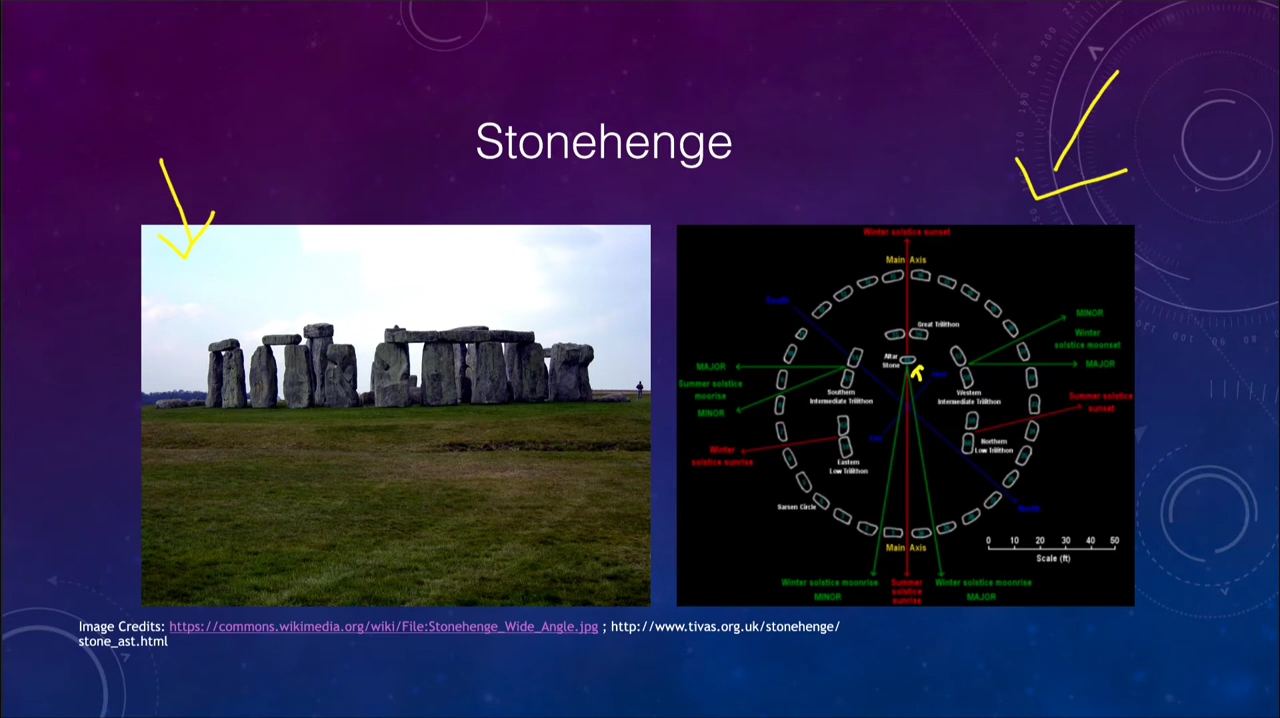 Stonehenge
Winter solstice sunset
Main Axis
South
Great Trilithon
MINOR
Winter
solstice moonset
MAJOR
Altar
Stone
MAJOR
Summer solstice
moorise
MINOR
Southern
Intermediate Trilithon
Western
Intermediate Trilithon
Summer solstice
sunset
Winter
solstice sunrise
Northern
Low Trilithon
Eastern
Low Trilithon
Sarsen Circle
North
Main Axis
0 10 20 30 40 50
Scale (ft)
Winter solstice moonrise
MINOR
Summer
solstice
sunrise
Winter solstice moonrise
MAJOR
Image Credits: https://commons.wikimedia.org/wiki/File:Stonehenge_Wide_Angle.jpg ; http://www.tivas.org.uk/stonehenge/
stone_ast.html